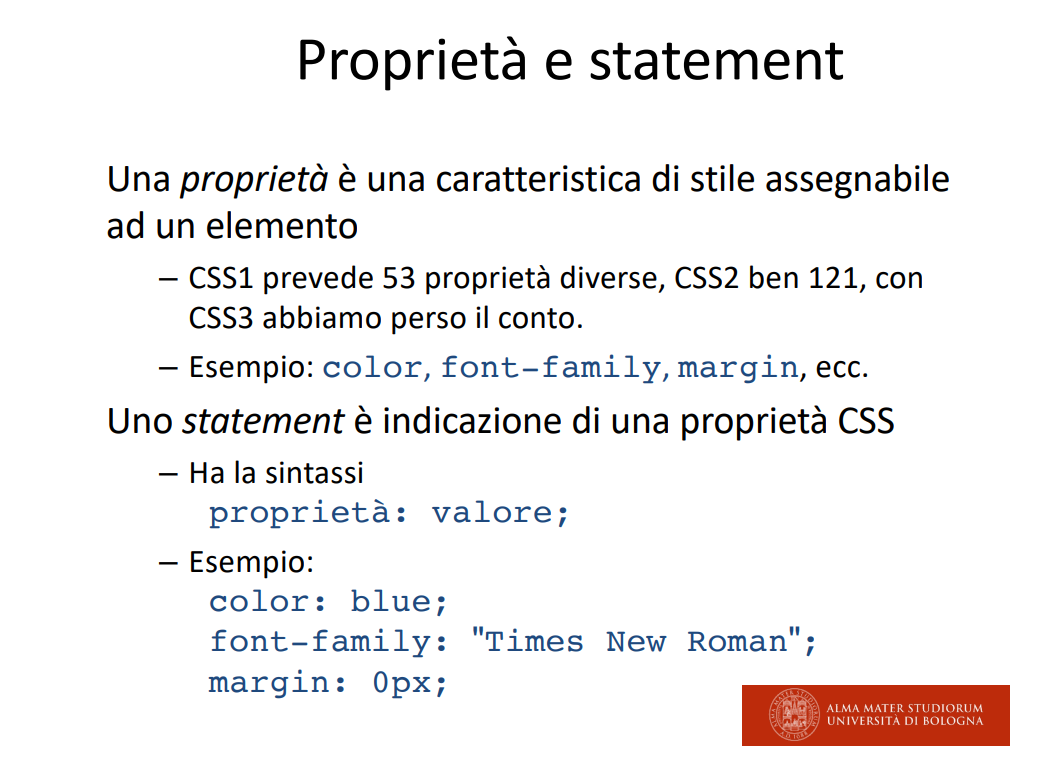 Proprietà e statement
Una proprietà è una caratteristica di stile assegnabile
ad un elemento
– CSS1 prevede 53 proprietà diverse, CSS2 ben 121, con
CSS3 abbiamo perso il conto.
– Esempio: color, font-family, margin, ecc.
Uno statement è indicazione di una proprietà CSS
– Ha la sintassi
proprietà: valore;
– Esempio:
color: blue;
font-family: "Times New Roman";
margin: 0px;
ALMA MATER STUDIORUM
UNIVERSITÀ DI BOLOGNA